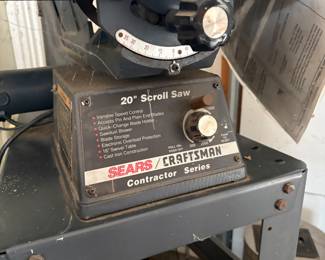 20" Scroll Saw
• Variable Speed Control
• Accepts Pin And Plain End Blades
• Quick-Change Blade Holder
• Sawdust Blower
• Blade Storage
• Electronic Overload Protection
• 15" Swivel Table
• Cast Iron Construction
SEARS / CRAFTSMAN
Contractor Series